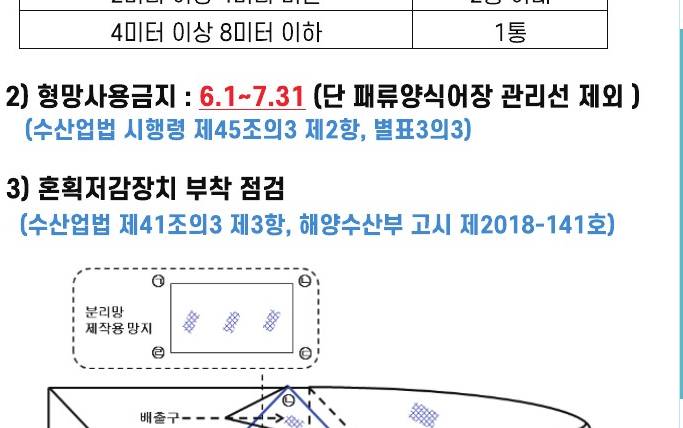 4미터 이상 8미터 이하 1통
2) 형망사용금지 : 6.1~7.31 (단 패류양식어장 관리선 제외 )
(수산업법 시행령 제45조의3 제2항, 별표3의3)
3) 혼획저감장치 부착 점검
(수산업법 제41조의3 제3항, 해양수산부 고시 제2018-141호)
㉠ ㉡
분리망
제작용 망지
㉣ ㉢
㉡
배출구